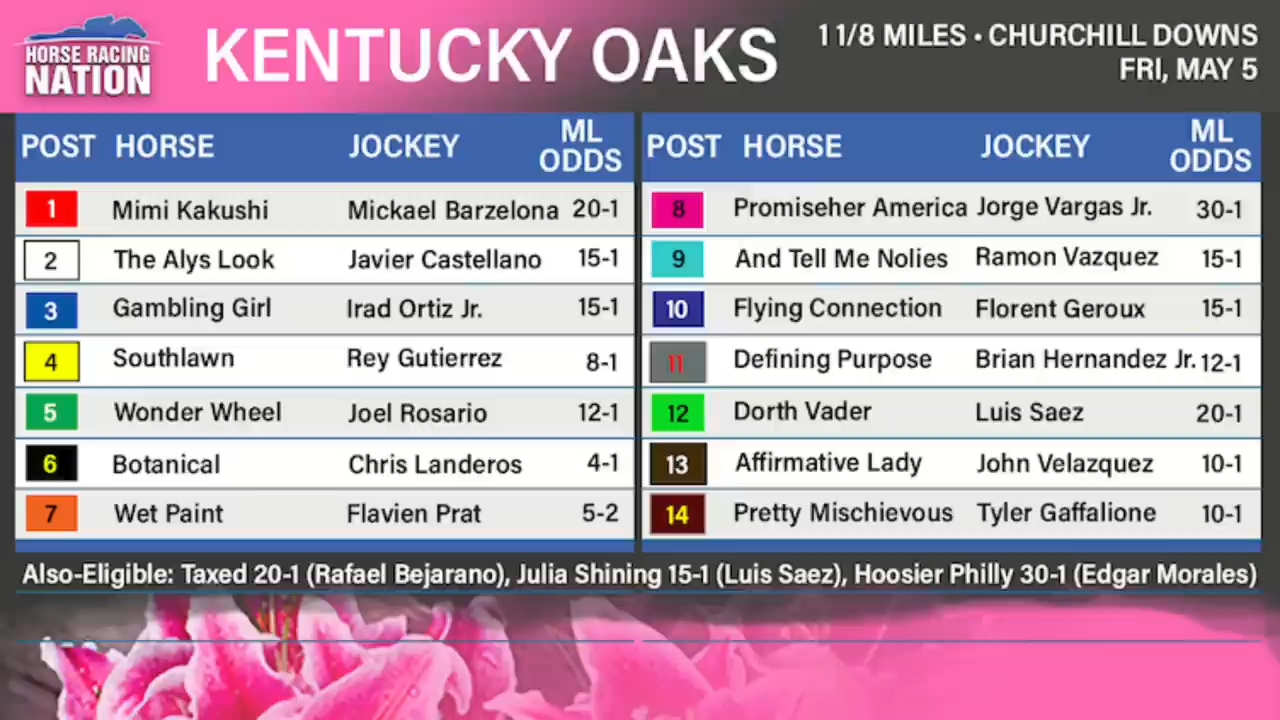 HORSE RACING
NATION
KENTUCKY OAKS
1 1/8 MILES • CHURCHILL DOWNS
FRI, MAY 5
POST HORSE JOCKEY ML ODDS
1 Mimi Kakushi Mickael Barzelona 20-1
2 The Alys Look Javier Castellano 15-1
3 Gambling Girl Irad Ortiz Jr. 15-1
4 Southlawn Rey Gutierrez 8-1
5 Wonder Wheel Joel Rosario 12-1
6 Botanical Chris Landeros 4-1
7 Wet Paint Flavien Prat 5-2
POST HORSE JOCKEY ML ODDS
8 Promiseher America Jorge Vargas Jr. 30-1
9 And Tell Me Nolies Ramon Vazquez 15-1
10 Flying Connection Florent Geroux 15-1
11 Defining Purpose Brian Hernandez Jr. 12-1
12 Dorth Vader Luis Saez 20-1
13 Affirmative Lady John Velazquez 10-1
14 Pretty Mischievous Tyler Gaffalione 10-1
Also-Eligible: Taxed 20-1 (Rafael Bejarano), Julia Shining 15-1 (Luis Saez), Hoosier Philly 30-1 (Edgar Morales)